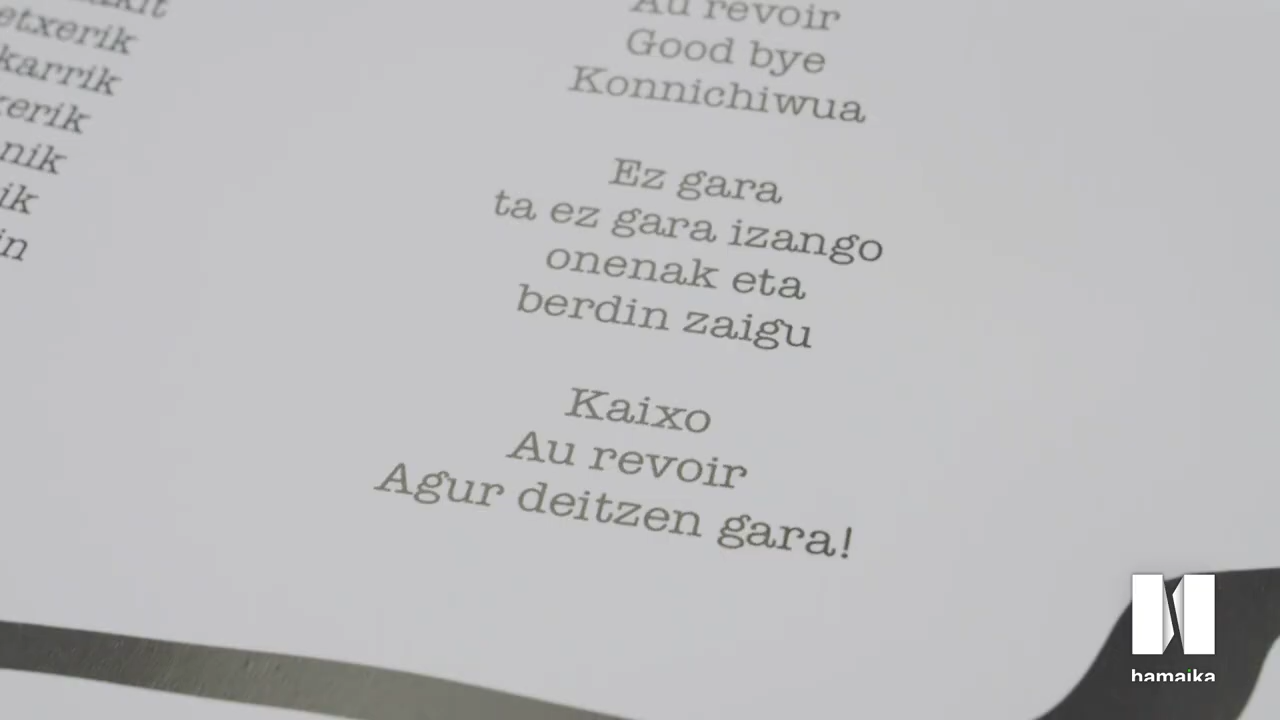 etxerik
karrik
Au revoir
Good bye
Konnichiwua
Ez gara
ta ez gara izango
onenak eta
berdin zaigu
Kaixo
Au revoir
Agur deitzen gara!
hamaika